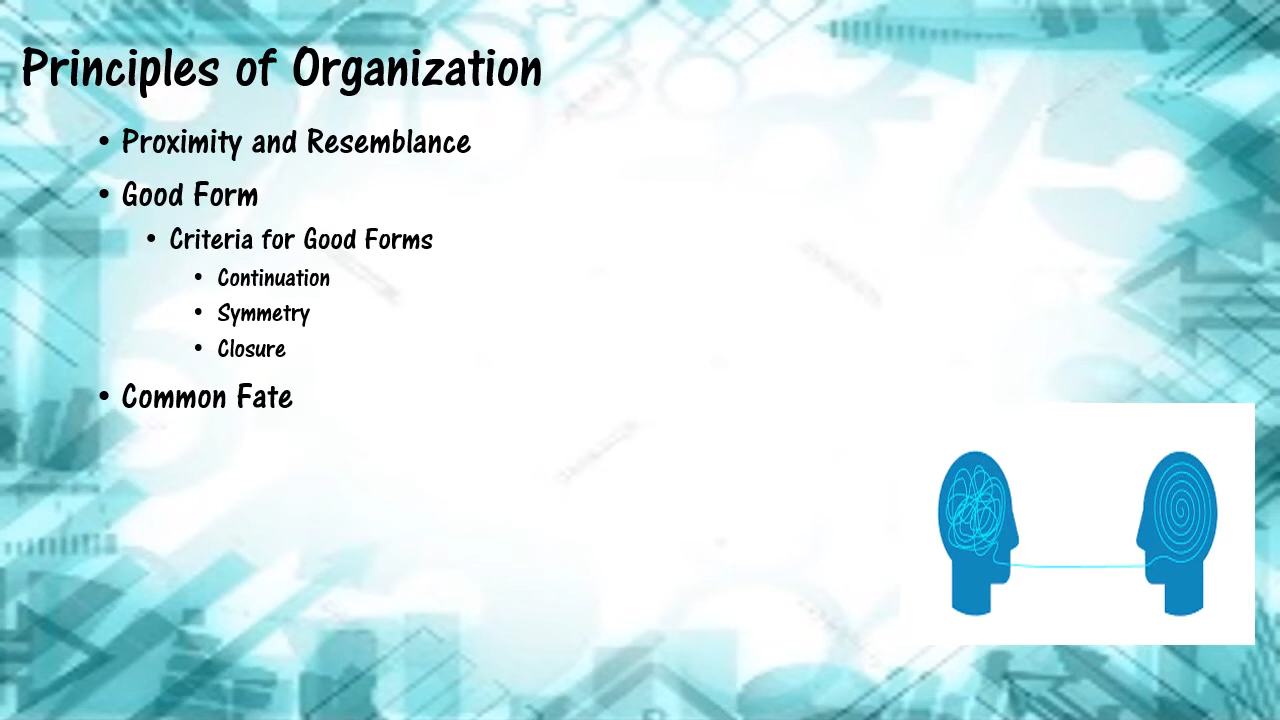 Principles of Organization
• Proximity and Resemblance
• Good Form
• Criteria for Good Forms
• Continuation
• Symmetry
• Closure
• Common Fate